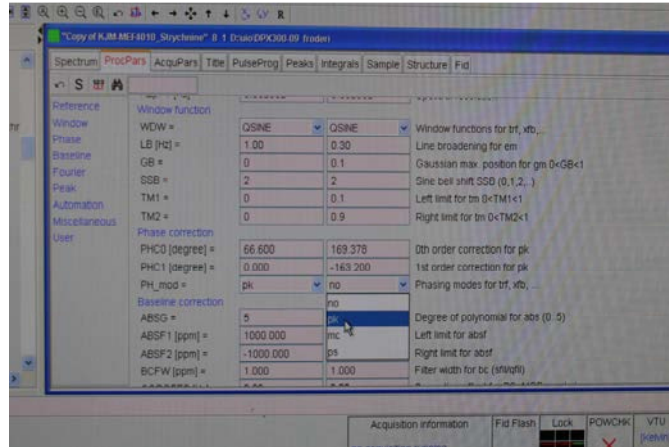 "Copy of KJM-MEF4010_Strychnine" 8 1 D:\uio\DPX300-09 froderi
Spectrum ProcPars AcquPars Title PulseProg Peaks Integrals Sample Structure Fid
S
Reference
Window
Phase
Baseline
Fourier
Peak
Automation
Miscellaneous
User
Window function
WDW = QSINE QSINE Window functions for trf, xfb,...
LB [Hz] = 1.00 0.30 Line broadening for em
GB = 0 0.1 Gaussian max. position for gm 0<GB<1
SSB = 2 2 Sine bell shift SSB (0,1,2,..)
TM1 = 0 0.1 Left limit for tm 0<TM1<1
TM2 = 0 0.9 Right limit for tm 0<TM2<1
Phase correction
PHC0 [degree] = 66.600 169.378 0th order correction for pk
PHC1 [degree] = 0.000 -163.200 1st order correction for pk
PH_mod = pk no Phasing modes for trf, xfb, ...
no
pk
mc
ps
Baseline correction
ABSG = 5 Degree of polynomial for abs (0..5)
ABSF1 [ppm] = 1000.000 Left limit for absf
ABSF2 [ppm] = -1000.000 Right limit for absf
BCFW [ppm] = 1.000 1.000 Filter width for bc (sfil/qfil)
Acquisition information Fid Flash Lock POWCHK